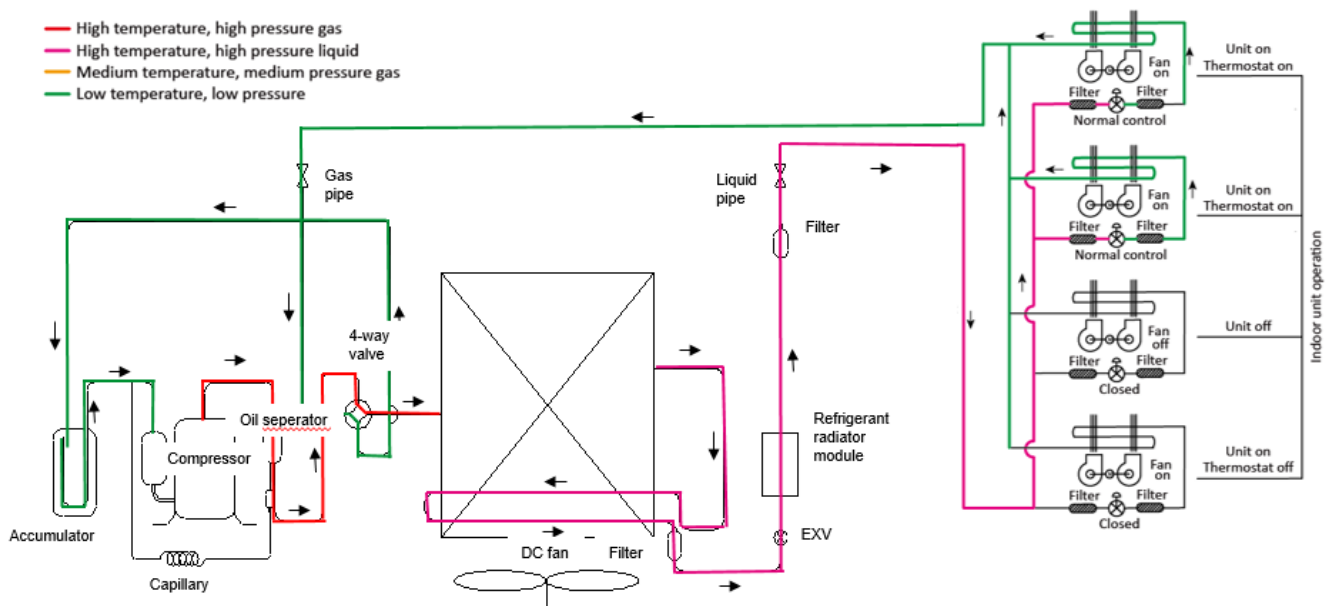 High temperature, high pressure gas
High temperature, high pressure liquid
Medium temperature, medium pressure gas
Low temperature, low pressure
Gas
pipe
Liquid
pipe
Filter
4-way
valve
Oil seperator
Compressor
Accumulator
Capillary
DC fan
Filter
EXV
Refrigerant
radiator
module
Fan
on
Filter
Filter
Normal control
Unit on
Thermostat on
Fan
on
Filter
Filter
Normal control
Unit on
Thermostat on
Fan
off
Filter
Filter
Closed
Unit off
Fan
on
Filter
Filter
Closed
Unit on
Thermostat off
Indoor unit operation